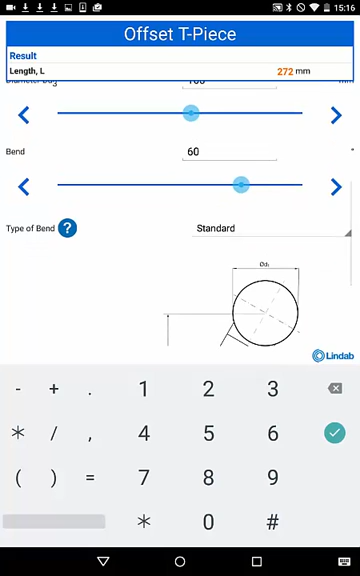 15:16
Offset T-Piece
Result
Length, L 272 mm
Bend 60 °
Type of Bend ? Standard
Ød₁
Lindab
- + . 1 2 3
* / , 4 5 6
( ) = 7 8 9
* 0 #